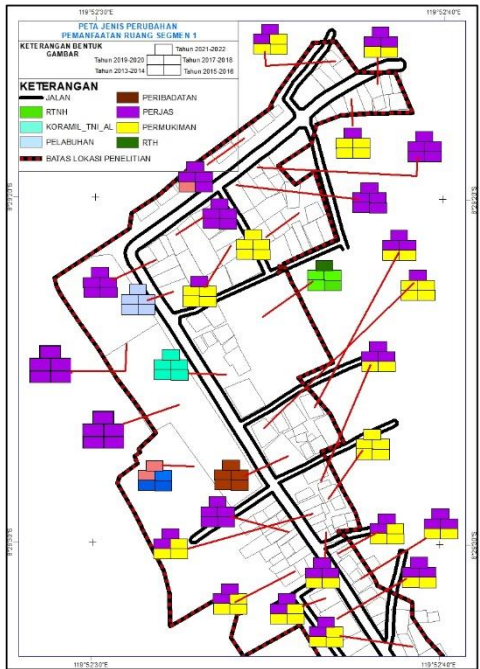 119°52'30"E
119°52'40"E
PETA JENIS PERUBAHAN
PEMANFAATAN RUANG SEGMEN 1
KETERANGAN BENTUK
GAMBAR
Tahun 2021-2022
Tahun 2019-2020
Tahun 2017-2018
Tahun 2013-2014
Tahun 2015-2016
KETERANGAN
JALAN
PERIBADATAN
RTNH
PERJAS
KORAMIL_TNI_AL
PERMUKIMAN
PELABUHAN
RTH
BATAS LOKASI PENELITIAN
119°52'30"E
119°52'40"E